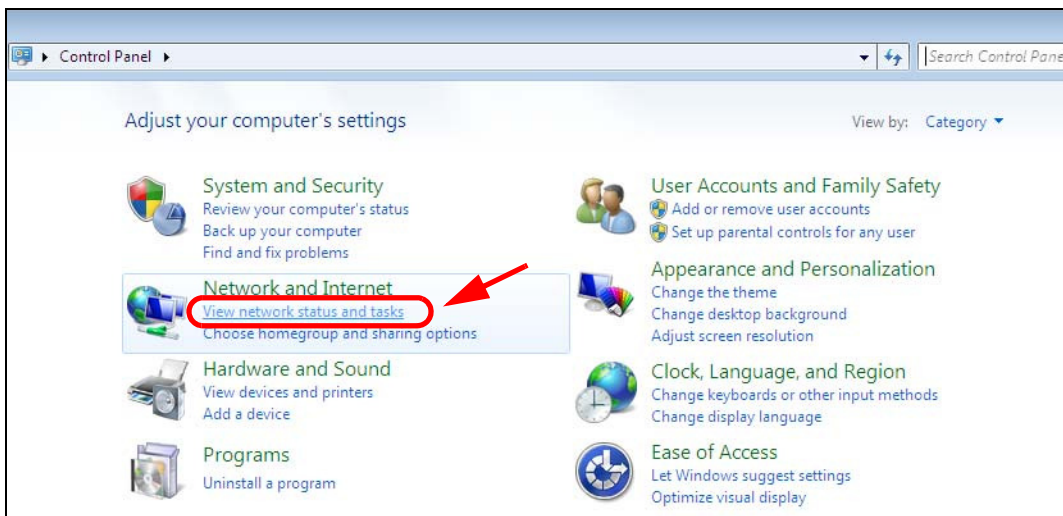 Control Panel
Search Control Pane
Adjust your computer's settings
View by: Category
System and Security
Review your computer's status
Back up your computer
Find and fix problems
Network and Internet
View network status and tasks
Choose homegroup and sharing options
Hardware and Sound
View devices and printers
Add a device
Programs
Uninstall a program
User Accounts and Family Safety
Add or remove user accounts
Set up parental controls for any user
Appearance and Personalization
Change the theme
Change desktop background
Adjust screen resolution
Clock, Language, and Region
Change keyboards or other input methods
Change display language
Ease of Access
Let Windows suggest settings
Optimize visual display